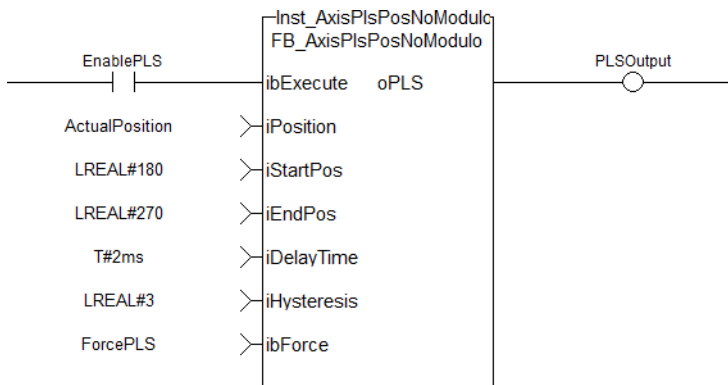 Inst_AxisPlsPosNoModulo
FB_AxisPlsPosNoModulo
EnablePLS
PLSOutput
ibExecute oPLS
ActualPosition iPosition
LREAL#180 iStartPos
LREAL#270 iEndPos
T#2ms iDelayTime
LREAL#3 iHysteresis
ForcePLS ibForce